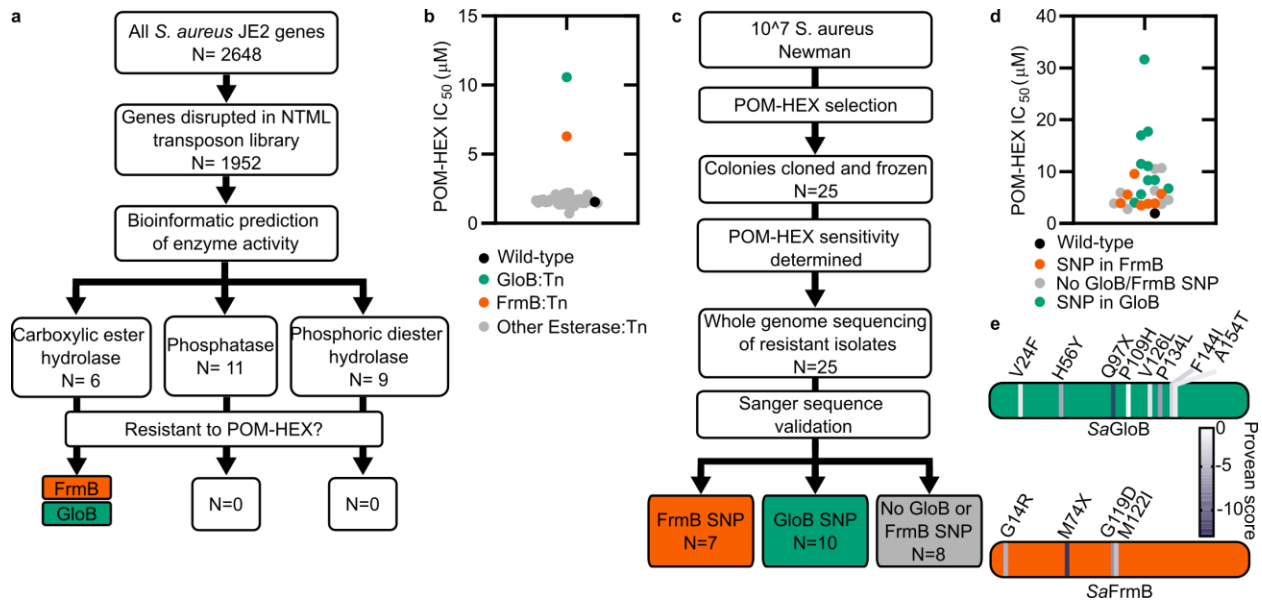 a
All S. aureus JE2 genes
N= 2648
Genes disrupted in NTML
transposon library
N= 1952
Bioinformatic prediction
of enzyme activity
Carboxylic ester
hydrolase
N= 6
Phosphatase
N= 11
Phosphoric diester
hydrolase
N= 9
Resistant to POM-HEX?
FrmB
GloB
N=0
N=0
b
POM-HEX IC50 (μM)
15
10
5
0
Wild-type
GloB:Tn
FrmB:Tn
Other Esterase:Tn
c
10^7 S. aureus
Newman
POM-HEX selection
Colonies cloned and frozen
N=25
POM-HEX sensitivity
determined
Whole genome sequencing
of resistant isolates
N=25
Sanger sequence
validation
FrmB SNP
N=7
GloB SNP
N=10
No GloB or
FrmB SNP
N=8
d
POM-HEX IC50 (μM)
40
30
20
10
0
Wild-type
SNP in FrmB
No GloB/FrmB SNP
SNP in GloB
e
V24F
H56Y
Q97X
P109H
V126L
P134L
F144I
A154T
SaGloB
0
-5
-10
Provean score
G14R
M74X
G119D
M122I
SaFrmB